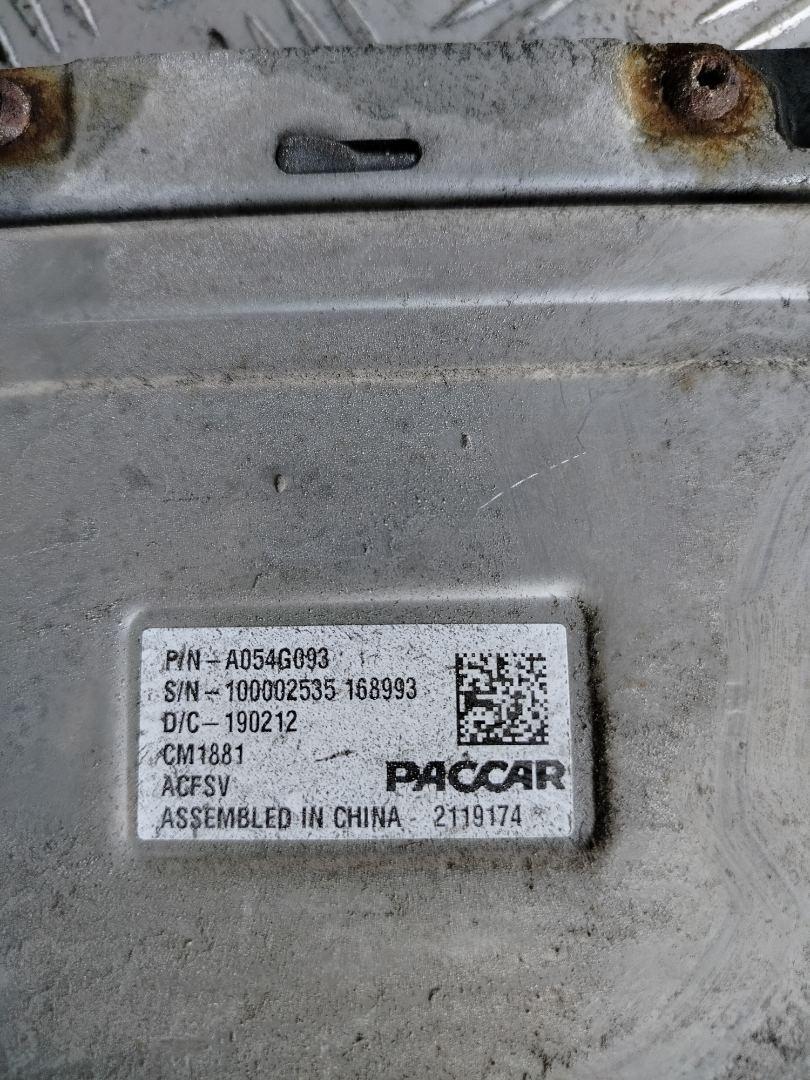 P/N-A054G093
S/N-100002535 168993
D/C-190212
CM1881
ACFSV
PACCAR
ASSEMBLED IN CHINA - 2119174